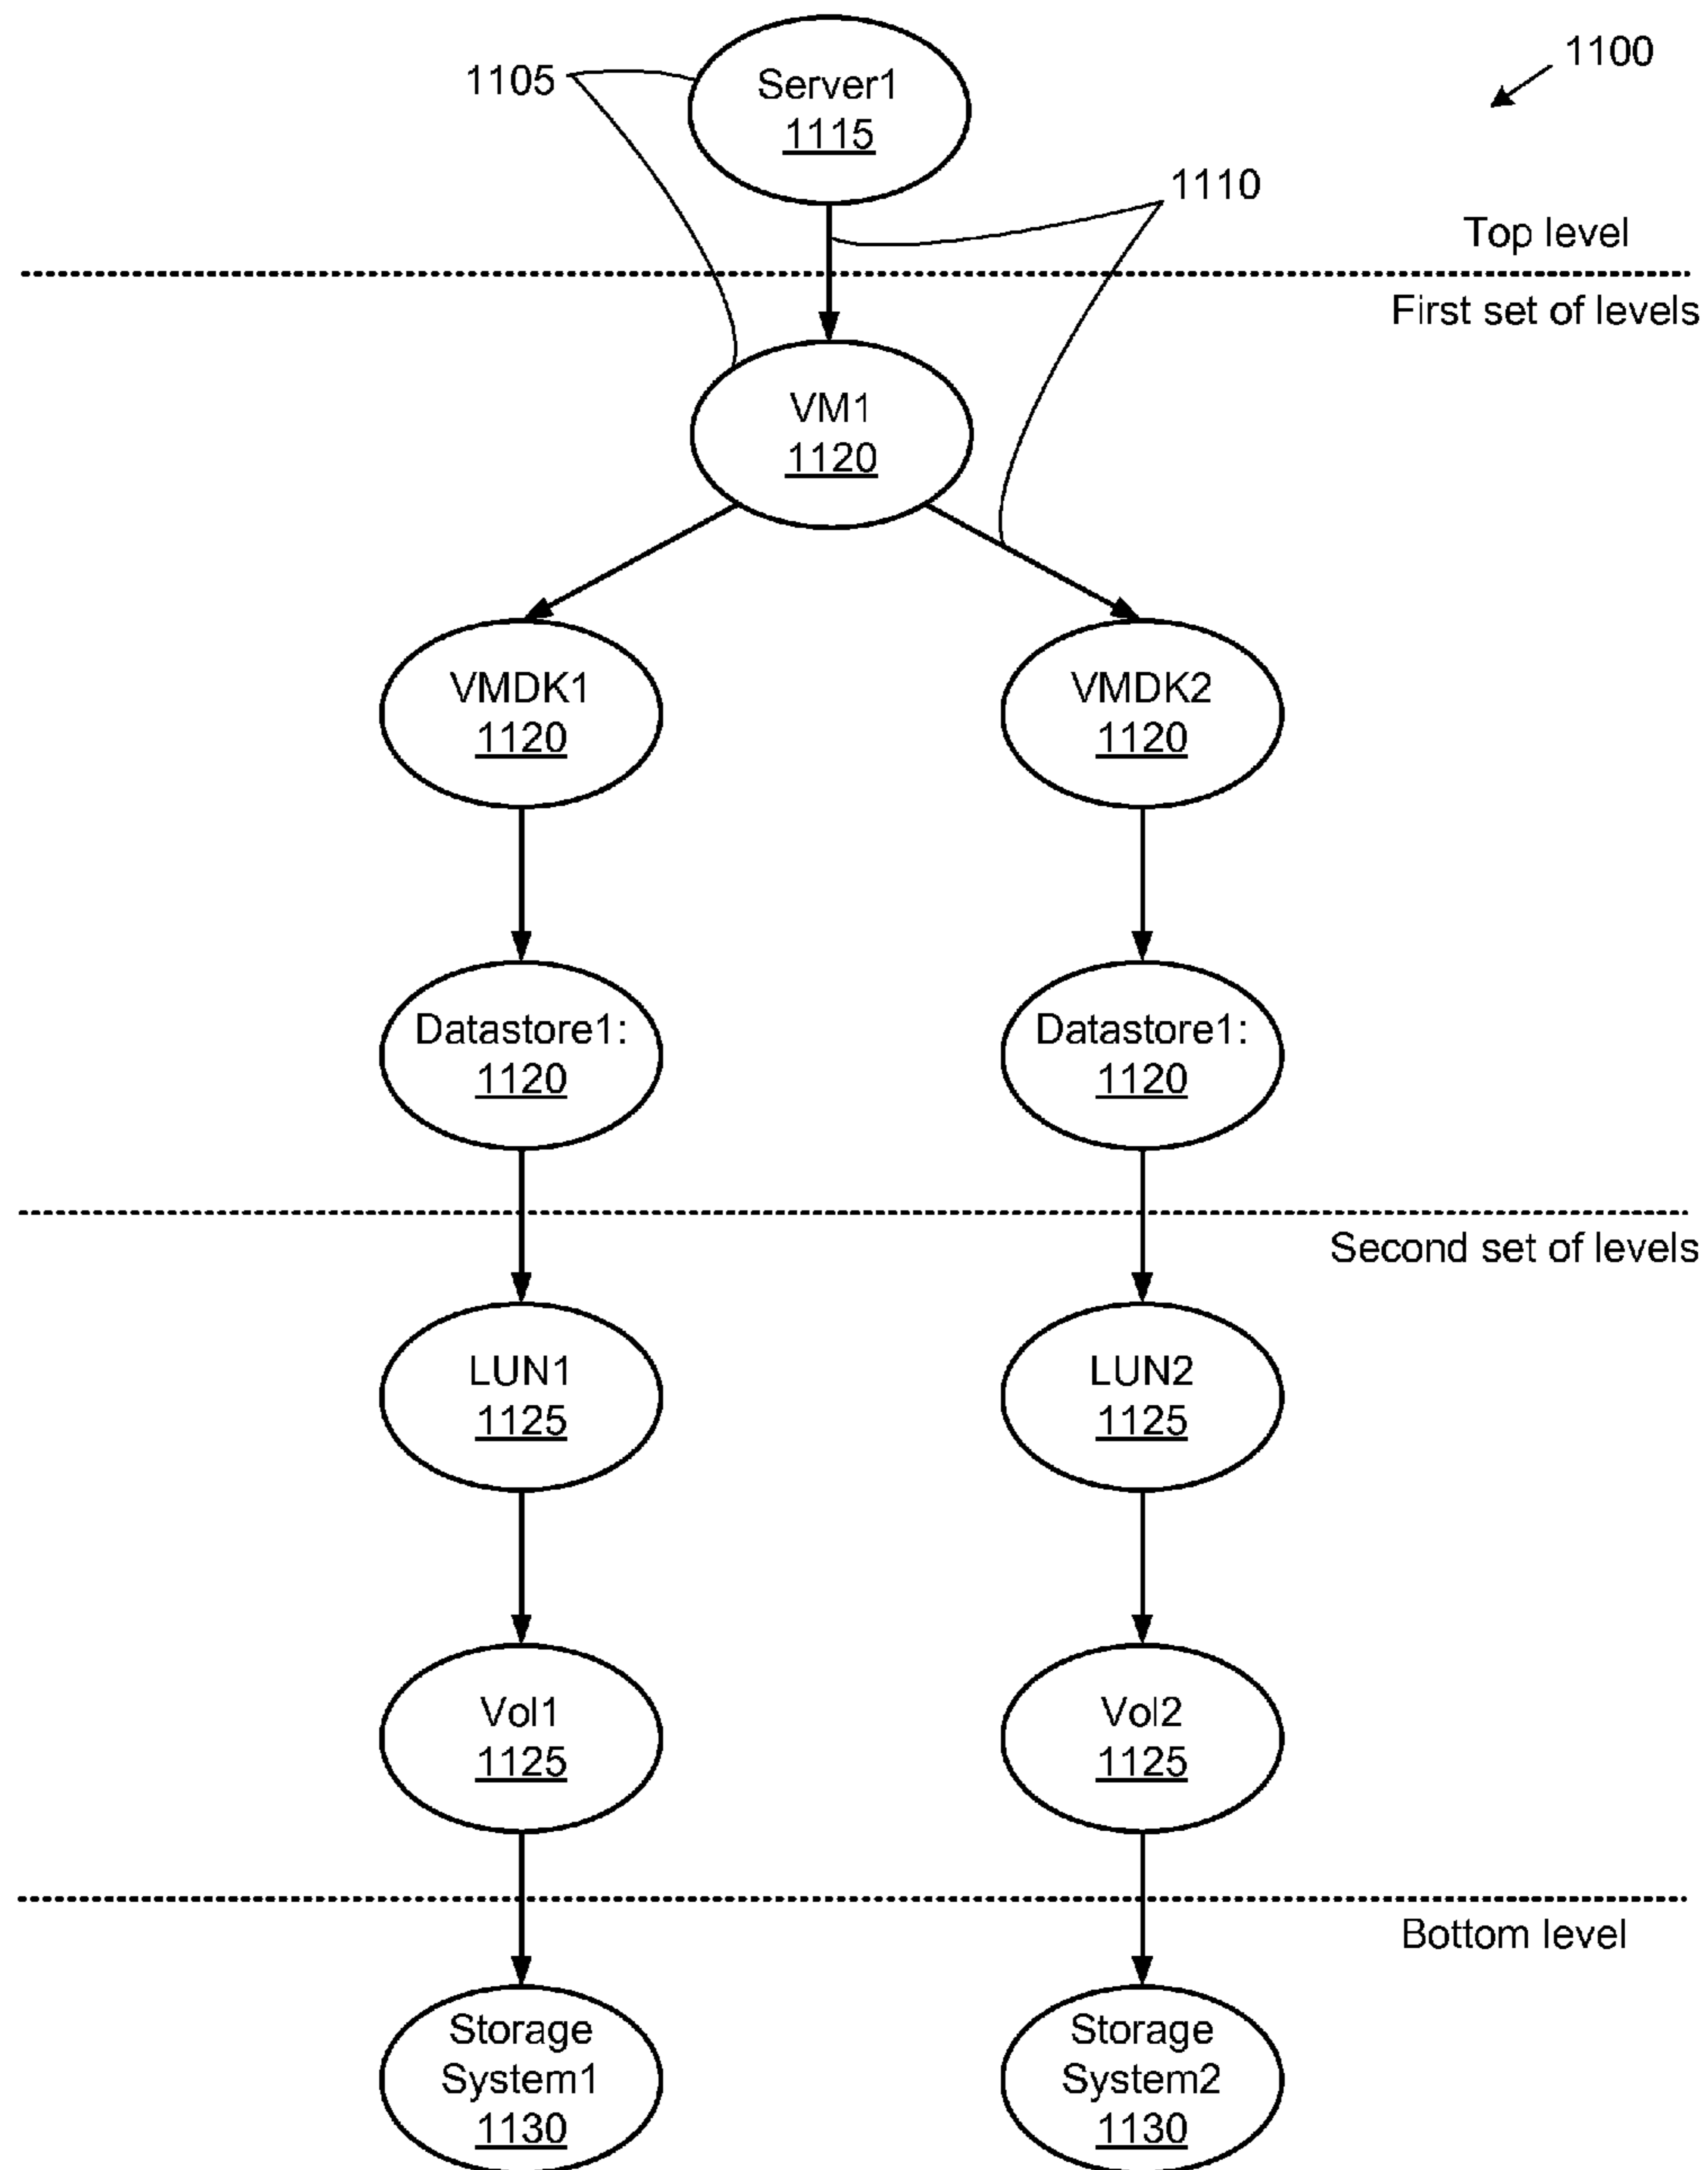 1100
1105
Server1
1115
1110
Top level
First set of levels
VM1
1120
VMDK1
1120
VMDK2
1120
Datastore1:
1120
Datastore1:
1120
Second set of levels
LUN1
1125
LUN2
1125
Vol1
1125
Vol2
1125
Bottom level
Storage
System1
1130
Storage
System2
1130